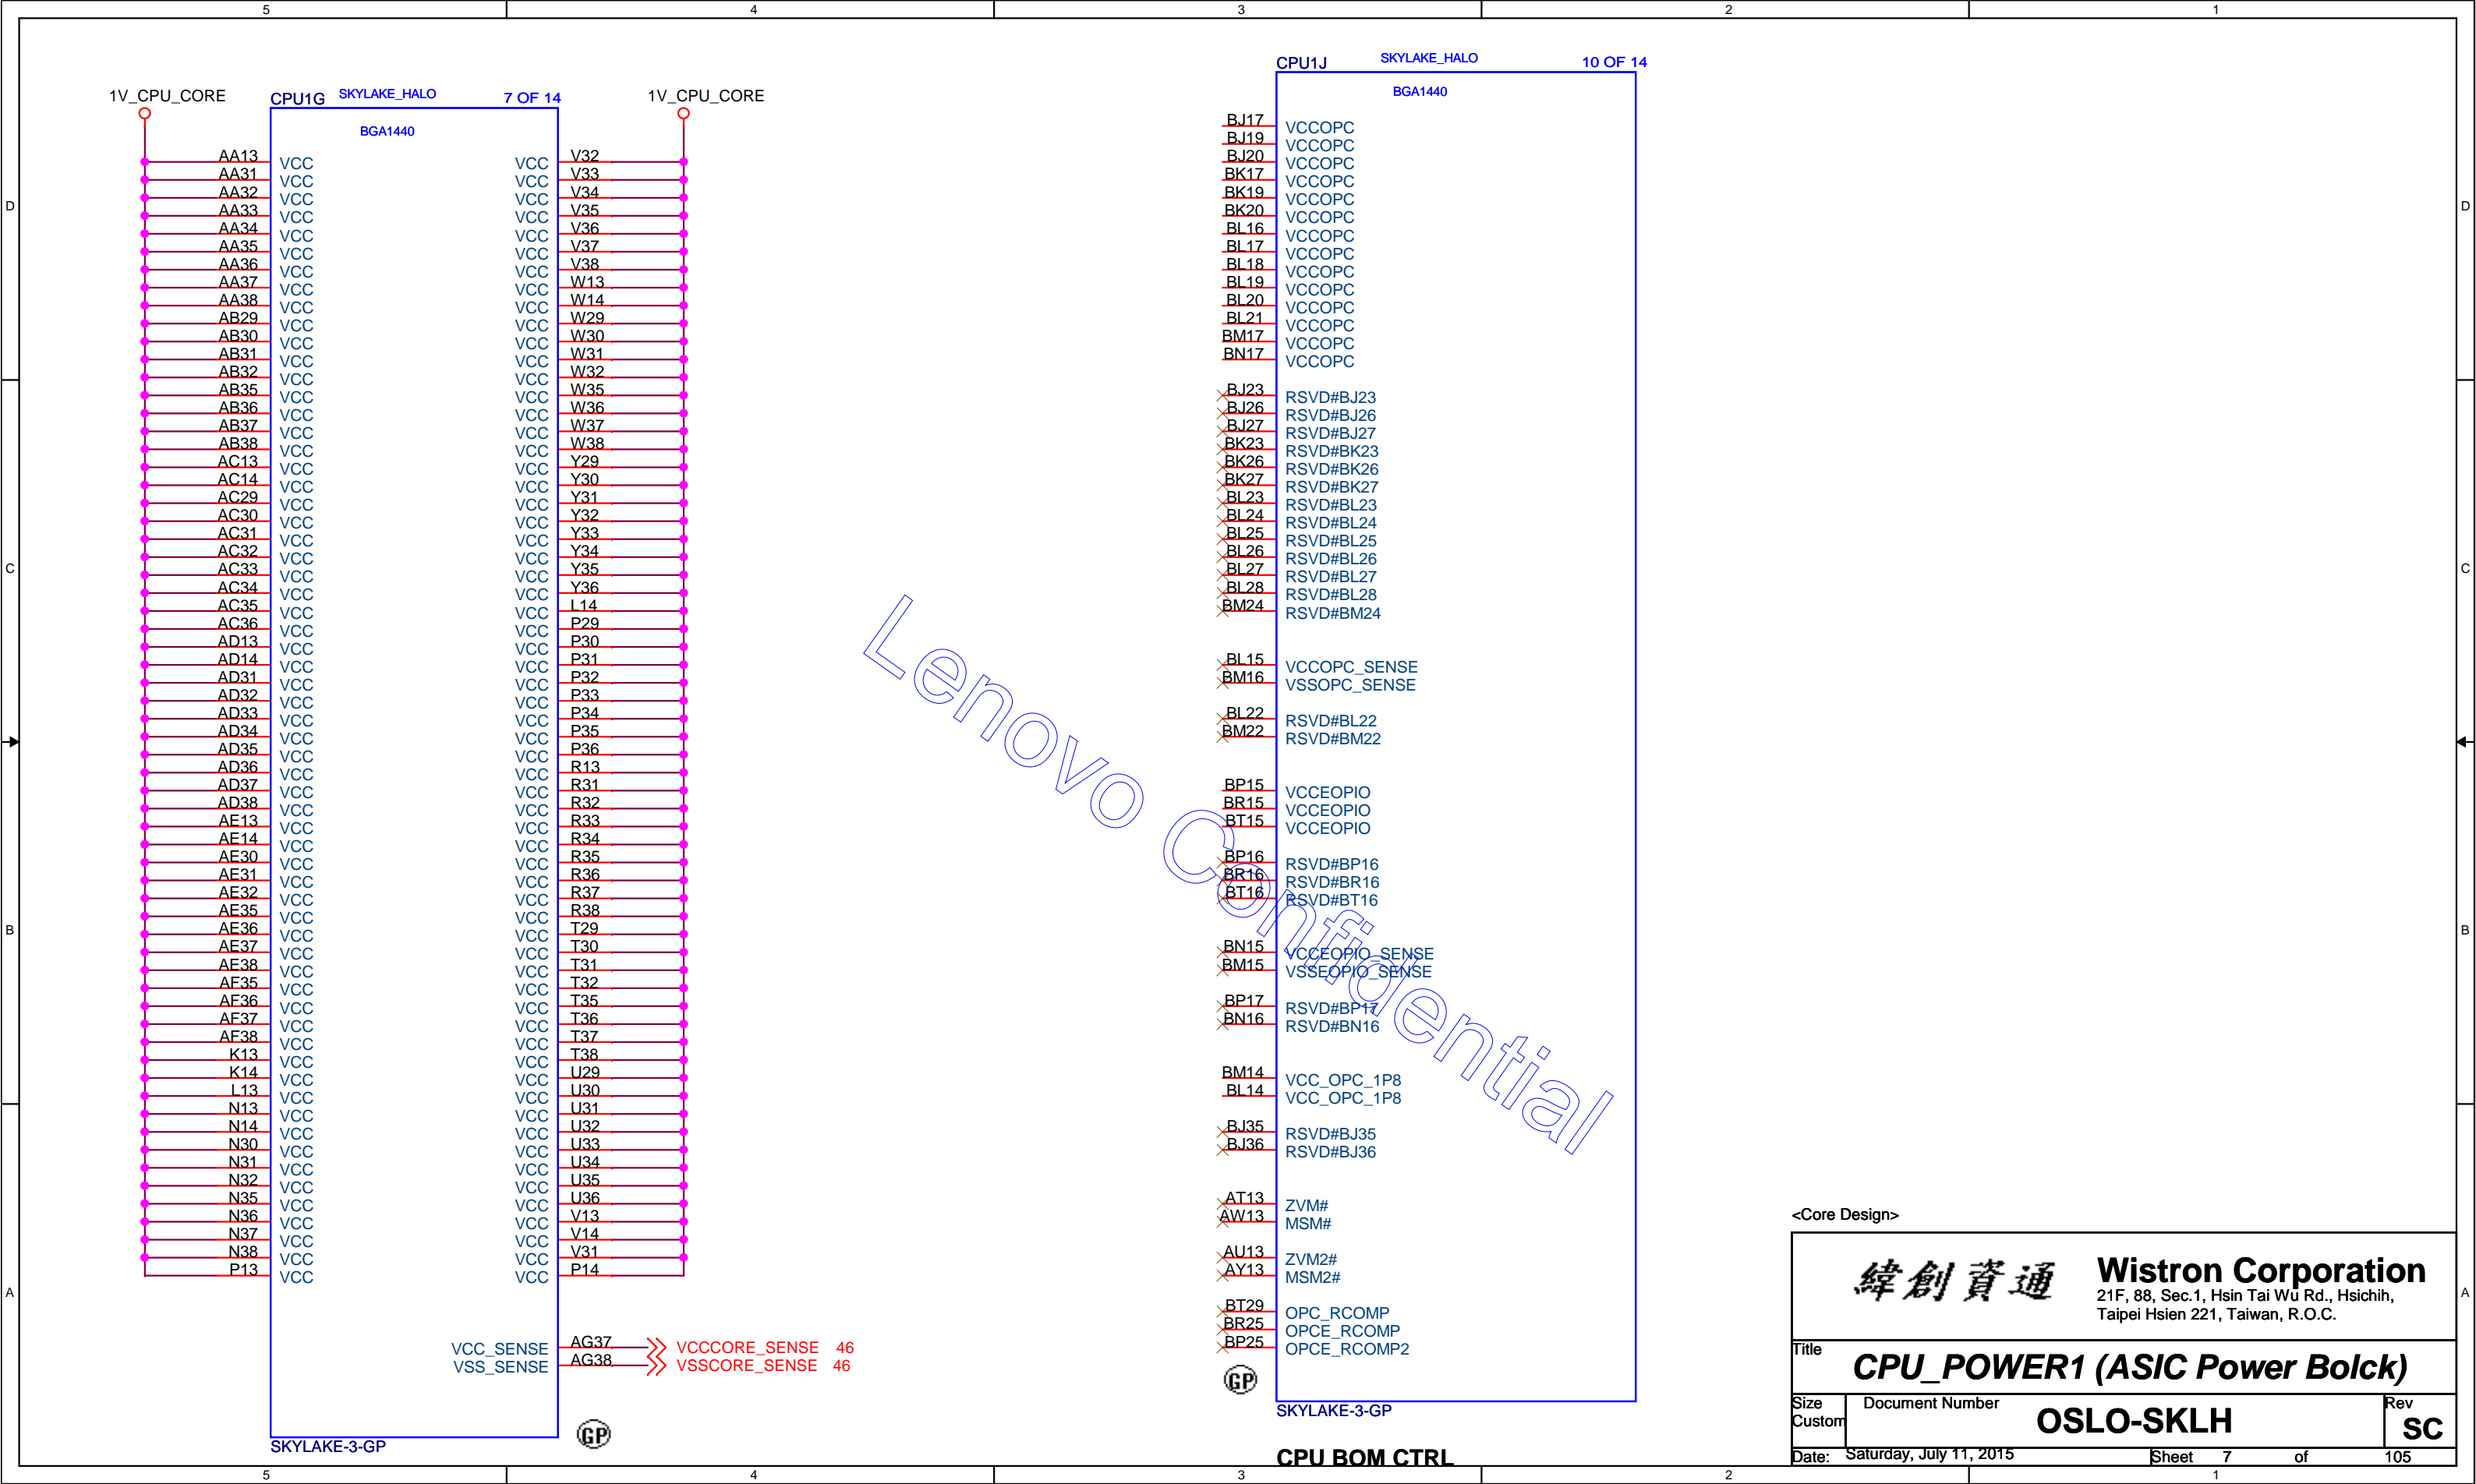 5 4 3 2 1
1V_CPU_CORE CPU1G SKYLAKE_HALO 7 OF 14 1V_CPU_CORE
BGA1440
AA13 VCC VCC V32
AA31 VCC VCC V33
AA32 VCC VCC V34
AA33 VCC VCC V35
AA34 VCC VCC V36
AA35 VCC VCC V37
AA36 VCC VCC V38
AA37 VCC VCC W13
AA38 VCC VCC W14
AB29 VCC VCC W29
AB30 VCC VCC W30
AB31 VCC VCC W31
AB32 VCC VCC W32
AB35 VCC VCC W35
AB36 VCC VCC W36
AB37 VCC VCC W37
AB38 VCC VCC W38
AC13 VCC VCC Y29
AC14 VCC VCC Y30
AC29 VCC VCC Y31
AC30 VCC VCC Y32
AC31 VCC VCC Y33
AC32 VCC VCC Y34
AC33 VCC VCC Y35
AC34 VCC VCC Y36
AC35 VCC VCC L14
AC36 VCC VCC P29
AD13 VCC VCC P30
AD14 VCC VCC P31
AD31 VCC VCC P32
AD32 VCC VCC P33
AD33 VCC VCC P34
AD34 VCC VCC P35
AD35 VCC VCC P36
AD36 VCC VCC R13
AD37 VCC VCC R31
AD38 VCC VCC R32
AE13 VCC VCC R33
AE14 VCC VCC R34
AE30 VCC VCC R35
AE31 VCC VCC R36
AE32 VCC VCC R37
AE35 VCC VCC R38
AE36 VCC VCC T29
AE37 VCC VCC T30
AE38 VCC VCC T31
AF35 VCC VCC T32
AF36 VCC VCC T35
AF37 VCC VCC T36
AF38 VCC VCC T37
K13 VCC VCC T38
K14 VCC VCC U29
L13 VCC VCC U30
N13 VCC VCC U31
N14 VCC VCC U32
N30 VCC VCC U33
N31 VCC VCC U34
N32 VCC VCC U35
N35 VCC VCC U36
N36 VCC VCC V13
N37 VCC VCC V14
N38 VCC VCC V31
P13 VCC VCC P14
VCC_SENSE AG37 VCCCORE_SENSE 46
VSS_SENSE AG38 VSSCORE_SENSE 46
GP
SKYLAKE-3-GP
CPU1J SKYLAKE_HALO 10 OF 14
BGA1440
BJ17 VCCOPC
BJ19 VCCOPC
BJ20 VCCOPC
BK17 VCCOPC
BK19 VCCOPC
BK20 VCCOPC
BL16 VCCOPC
BL17 VCCOPC
BL18 VCCOPC
BL19 VCCOPC
BL20 VCCOPC
BL21 VCCOPC
BM17 VCCOPC
BN17 VCCOPC
BJ23 RSVD#BJ23
BJ26 RSVD#BJ26
BJ27 RSVD#BJ27
BK23 RSVD#BK23
BK26 RSVD#BK26
BK27 RSVD#BK27
BL23 RSVD#BL23
BL24 RSVD#BL24
BL25 RSVD#BL25
BL26 RSVD#BL26
BL27 RSVD#BL27
BL28 RSVD#BL28
BM24 RSVD#BM24
BL15 VCCOPC_SENSE
BM16 VSSOPC_SENSE
BL22 RSVD#BL22
BM22 RSVD#BM22
BP15 VCCEOPIO
BR15 VCCEOPIO
BT15 VCCEOPIO
BP16 RSVD#BP16
BR16 RSVD#BR16
BT16 RSVD#BT16
BN15 VCCEOPIO_SENSE
BM15 VSSEOPIO_SENSE
BP17 RSVD#BP17
BN16 RSVD#BN16
BM14 VCC_OPC_1P8
BL14 VCC_OPC_1P8
BJ35 RSVD#BJ35
BJ36 RSVD#BJ36
AT13 ZVM#
AW13 MSM#
AU13 ZVM2#
AY13 MSM2#
BT29 OPC_RCOMP
BR25 OPCE_RCOMP
BP25 OPCE_RCOMP2
GP
SKYLAKE-3-GP
CPU BOM CTRL
Lenovo Confidential
D D
C C
B B
A A
<Core Design>
緯創資通 Wistron Corporation
21F, 88, Sec.1, Hsin Tai Wu Rd., Hsichih,
Taipei Hsien 221, Taiwan, R.O.C.
Title
CPU_POWER1 (ASIC Power Bolck)
Size Document Number Rev
Custom OSLO-SKLH SC
Date: Saturday, July 11, 2015 Sheet 7 of 105
5 4 3 2 1